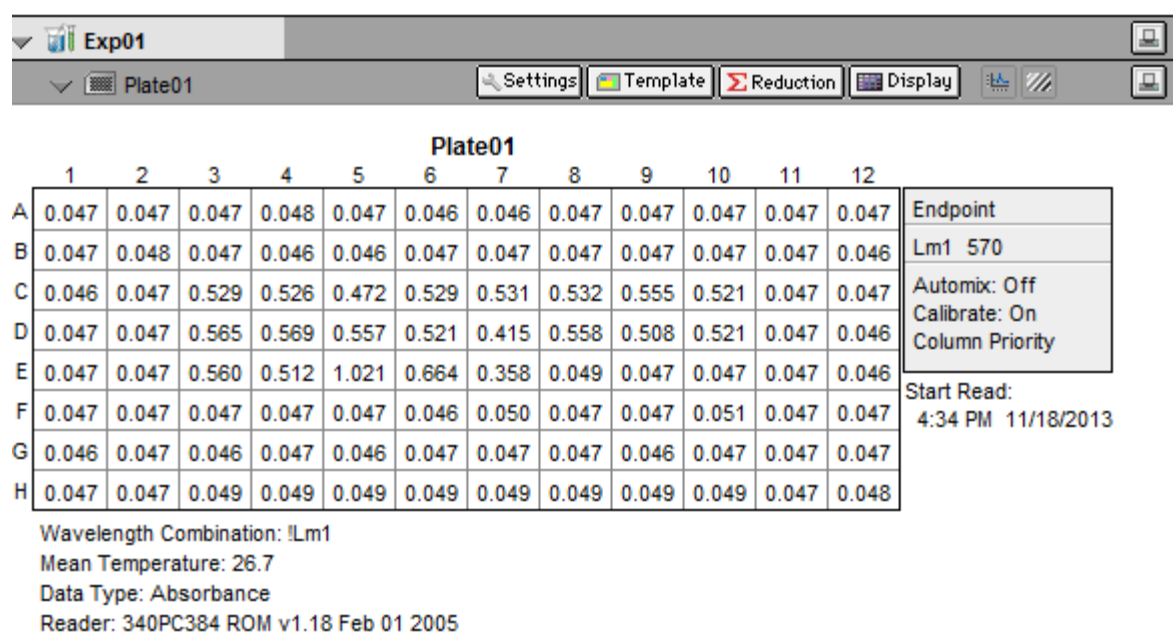 Exp01
Plate01 Settings Template Reduction Display
Plate01
1 2 3 4 5 6 7 8 9 10 11 12
A 0.047 0.047 0.047 0.048 0.047 0.046 0.046 0.047 0.047 0.047 0.047 0.047 Endpoint
B 0.047 0.048 0.047 0.046 0.046 0.047 0.047 0.047 0.047 0.047 0.047 0.046 Lm1 570
C 0.046 0.047 0.529 0.526 0.472 0.529 0.531 0.532 0.555 0.521 0.047 0.047 Automix: Off
Calibrate: On
D 0.047 0.047 0.565 0.569 0.557 0.521 0.415 0.558 0.508 0.521 0.047 0.046 Column Priority
E 0.047 0.047 0.560 0.512 1.021 0.664 0.358 0.049 0.047 0.047 0.047 0.046 Start Read:
F 0.047 0.047 0.047 0.047 0.047 0.046 0.050 0.047 0.047 0.051 0.047 0.047 4:34 PM 11/18/2013
G 0.046 0.047 0.046 0.047 0.046 0.047 0.047 0.047 0.046 0.047 0.047 0.047
H 0.047 0.047 0.049 0.049 0.049 0.049 0.049 0.049 0.049 0.049 0.047 0.048
Wavelength Combination: !Lm1
Mean Temperature: 26.7
Data Type: Absorbance
Reader: 340PC384 ROM v1.18 Feb 01 2005